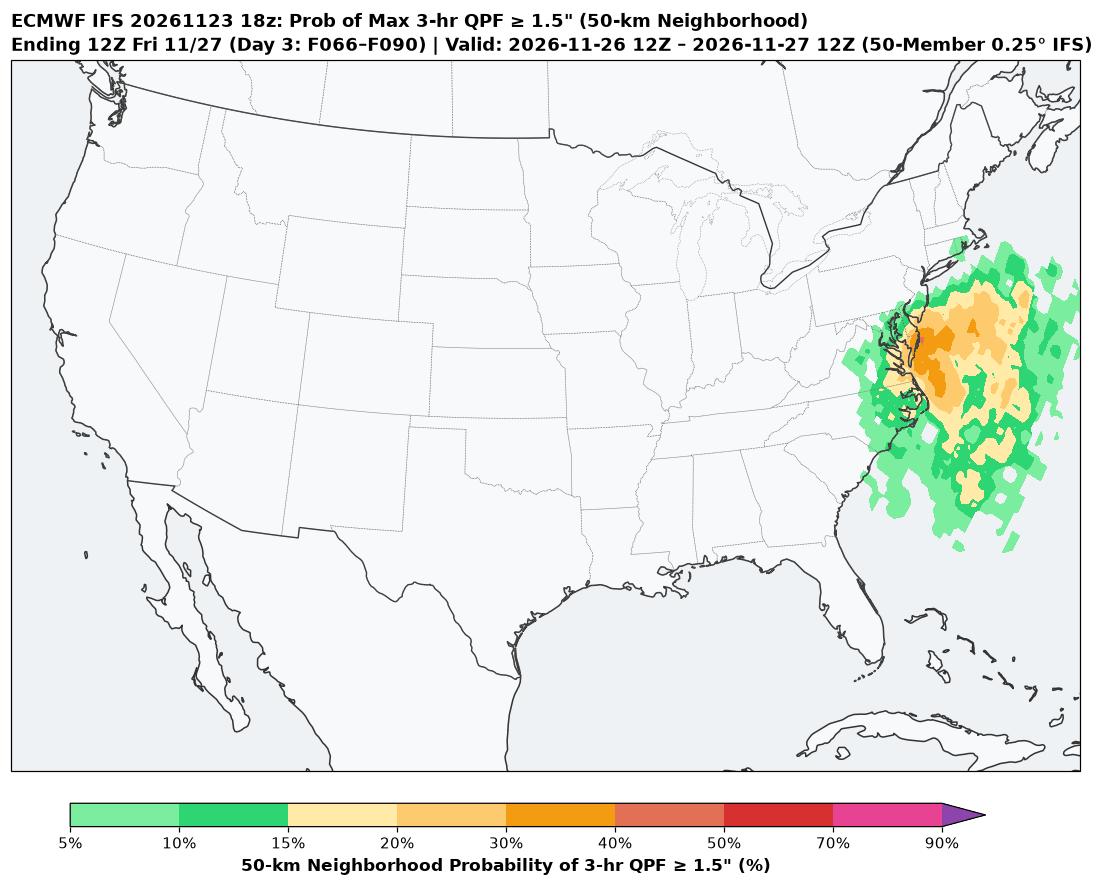 ECMWF IFS 20261123 18z: Prob of Max 3-hr QPF ≥ 1.5" (50-km Neighborhood)
Ending 12Z Fri 11/27 (Day 3: F066–F090) | Valid: 2026-11-26 12Z – 2026-11-27 12Z (50-Member 0.25° IFS)
5% 10% 15% 20% 30% 40% 50% 70% 90%
50-km Neighborhood Probability of 3-hr QPF ≥ 1.5" (%)